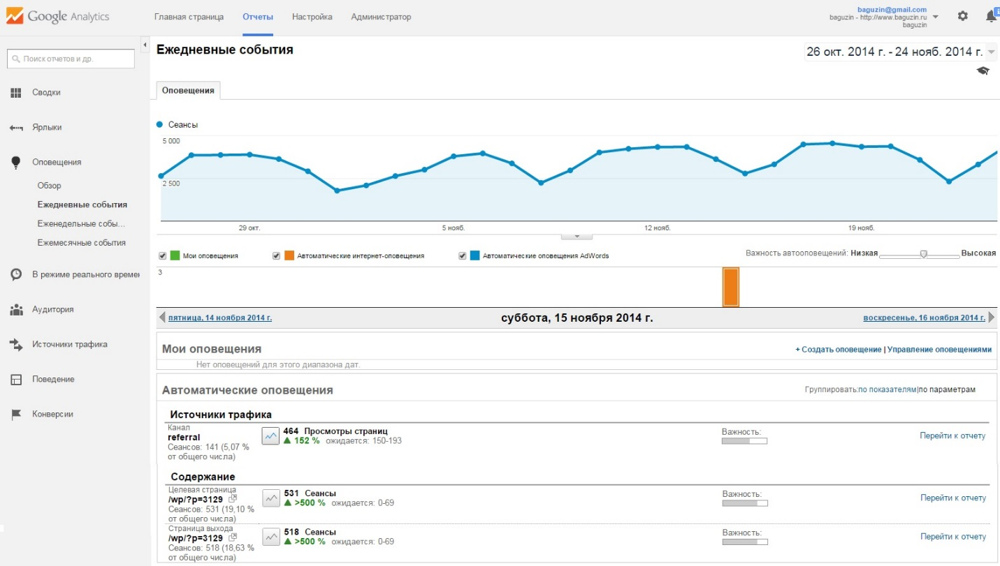 Google Analytics
Главная страница Отчеты Настройка Администратор
baguzin@gmail.com
baguzin - http://www.baguzin.ru
baguzin
Поиск отчетов и др.
Сводки
Ярлыки
Оповещения
Обзор
Ежедневные события
Еженедельные собы...
Ежемесячные события
В режиме реального времен
Аудитория
Источники трафика
Поведение
Конверсии
Ежедневные события
26 окт. 2014 г. - 24 нояб. 2014 г.
Оповещения
Сеансы
5 000
2 500
29 окт. 5 нояб. 12 нояб. 19 нояб.
Мои оповещения Автоматические интернет-оповещения Автоматические оповещения AdWords
Важность автооповещений: Низкая Высокая
3
пятница, 14 ноября 2014 г. суббота, 15 ноября 2014 г. воскресенье, 16 ноября 2014 г.
Мои оповещения
+ Создать оповещение | Управление оповещениями
Нет оповещений для этого диапазона дат.
Автоматические оповещения
Группировать:по показателям|по параметрам
Источники трафика
Канал
referral
Сеансов: 141 (5,07 %
от общего числа)
464 Просмотры страниц
152 % ожидается: 150-193
Важность:
Перейти к отчету
Содержание
Целевая страница
/wp/?p=3129
Сеансов: 531 (19,10 %
от общего числа)
531 Сеансы
>500 % ожидается: 0-69
Важность:
Перейти к отчету
Страница выхода
/wp/?p=3129
Сеансов: 518 (18,63 %
от общего числа)
518 Сеансы
>500 % ожидается: 0-69
Важность:
Перейти к отчету